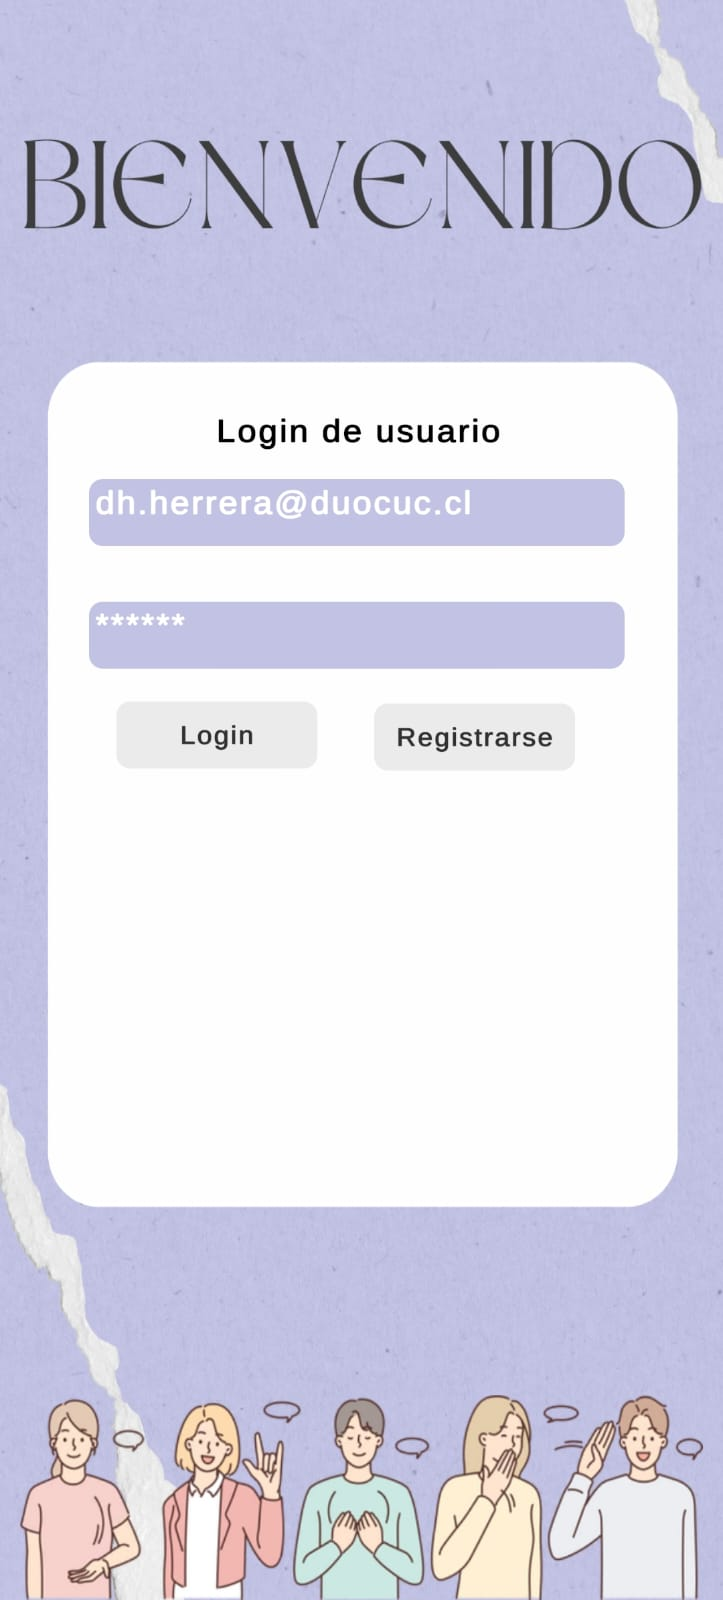 BIENVENIDO
Login de usuario
dh.herrera@duocuc.cl
******
Login
Registrarse